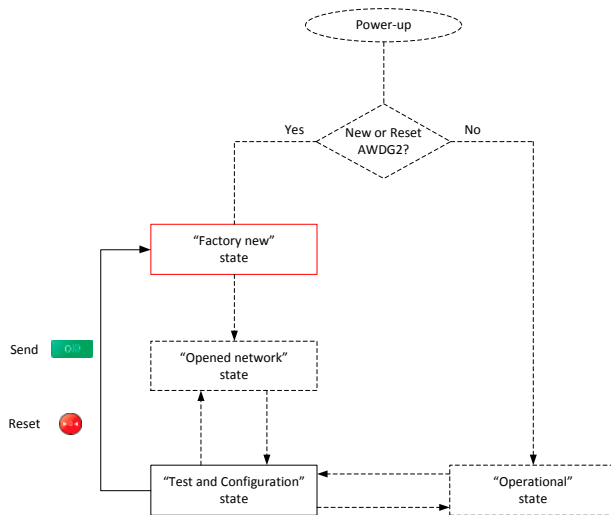 Power-up
Yes
New or Reset
AWDG2?
No
“Factory new”
state
Send
“Opened network”
state
Reset
“Test and Configuration”
state
“Operational”
state